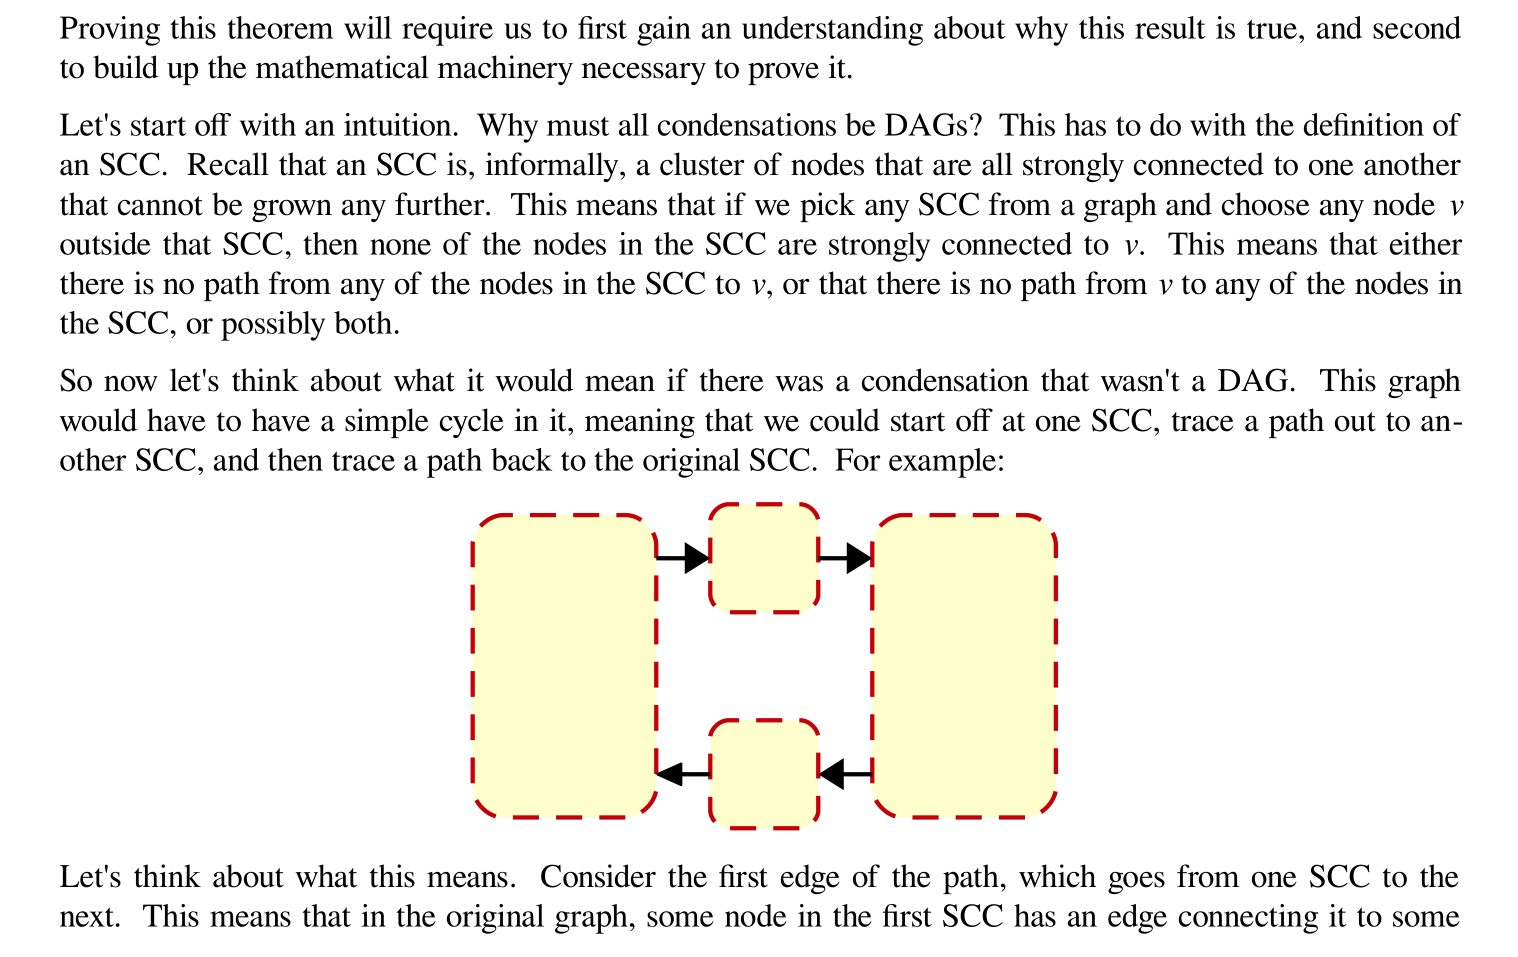 Proving this theorem will require us to first gain an understanding about why this result is true, and second
to build up the mathematical machinery necessary to prove it.
Let's start off with an intuition. Why must all condensations be DAGs? This has to do with the definition of
an SCC. Recall that an SCC is, informally, a cluster of nodes that are all strongly connected to one another
that cannot be grown any further. This means that if we pick any SCC from a graph and choose any node v
outside that SCC, then none of the nodes in the SCC are strongly connected to v. This means that either
there is no path from any of the nodes in the SCC to v, or that there is no path from v to any of the nodes in
the SCC, or possibly both.
So now let's think about what it would mean if there was a condensation that wasn't a DAG. This graph
would have to have a simple cycle in it, meaning that we could start off at one SCC, trace a path out to an-
other SCC, and then trace a path back to the original SCC. For example:
Let's think about what this means. Consider the first edge of the path, which goes from one SCC to the
next. This means that in the original graph, some node in the first SCC has an edge connecting it to some